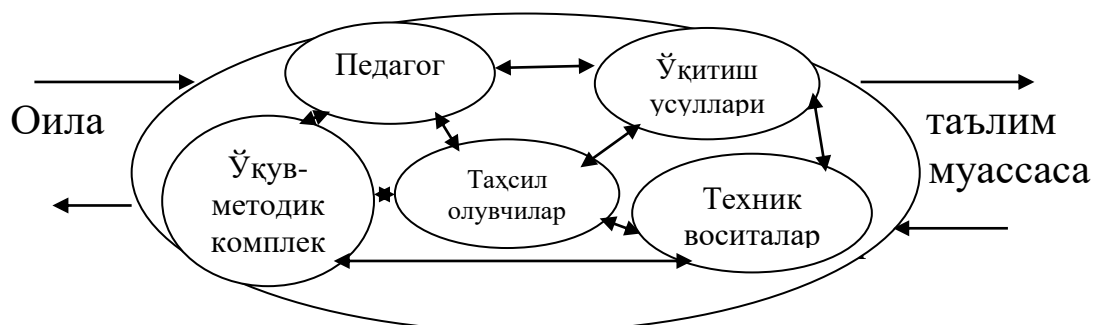 Педагог
Ўқитиш
усуллари
Оила
таълим
муассаса
Ўқув-
методик
комплек
Таҳсил
олувчилар
Техник
воситалар